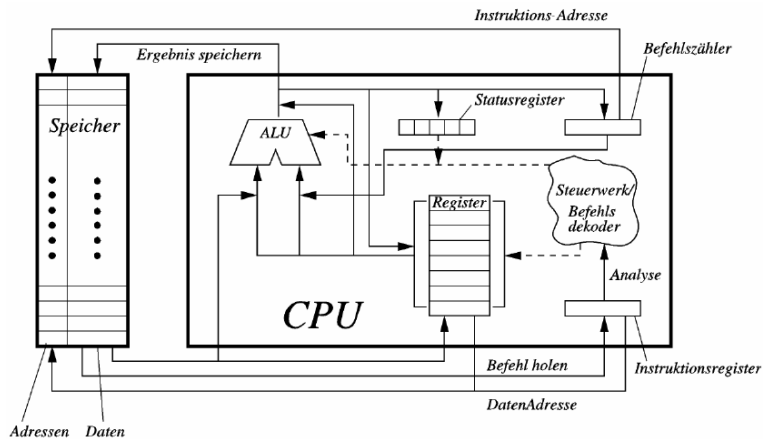 Instruktions-Adresse
Ergebnis speichern
Befehlszähler
Speicher
Statusregister
ALU
Steuerwerk/
Befehls
dekoder
Register
Analyse
CPU
Befehl holen
Instruktionsregister
DatenAdresse
Adressen
Daten